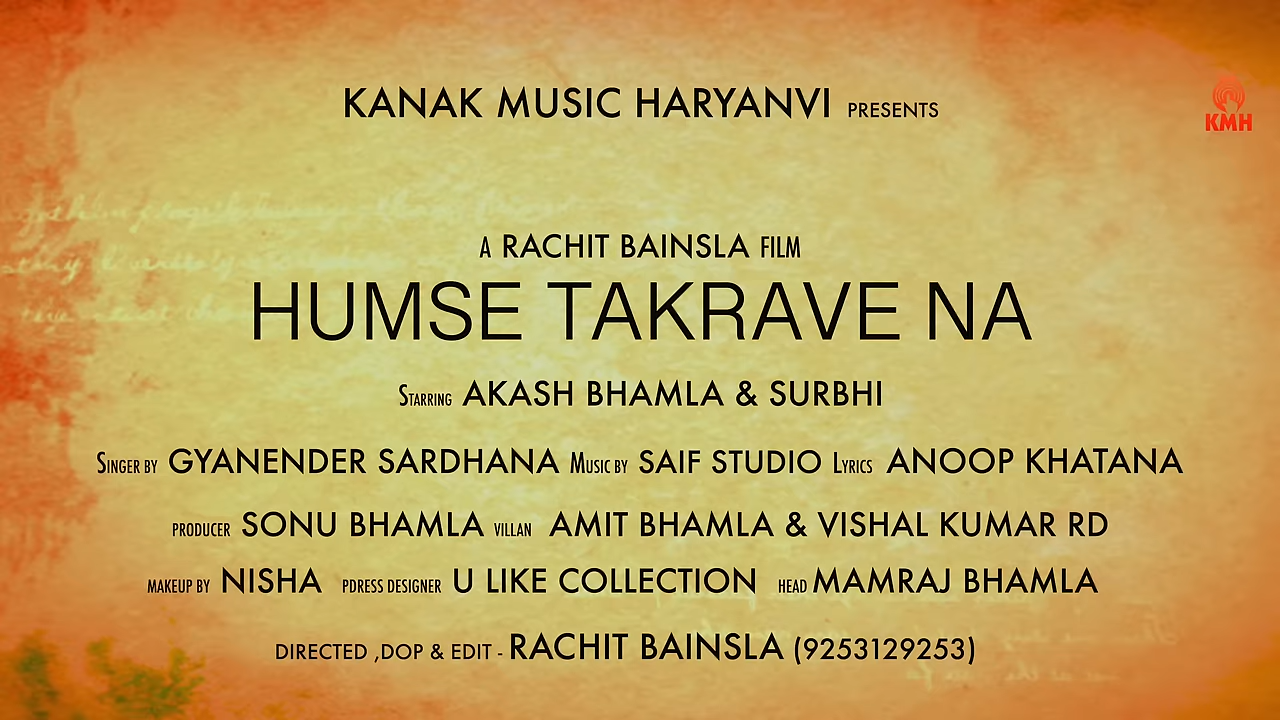 KANAK MUSIC HARYANVI PRESENTS
KMH
A RACHIT BAINSLA FILM
HUMSE TAKRAVE NA
STARRING AKASH BHAMLA & SURBHI
SINGER BY GYANENDER SARDHANA MUSIC BY SAIF STUDIO LYRICS ANOOP KHATANA
PRODUCER SONU BHAMLA VILLAN AMIT BHAMLA & VISHAL KUMAR RD
MAKEUP BY NISHA PDRESS DESIGNER U LIKE COLLECTION HEAD MAMRAJ BHAMLA
DIRECTED ,DOP & EDIT - RACHIT BAINSLA (9253129253)